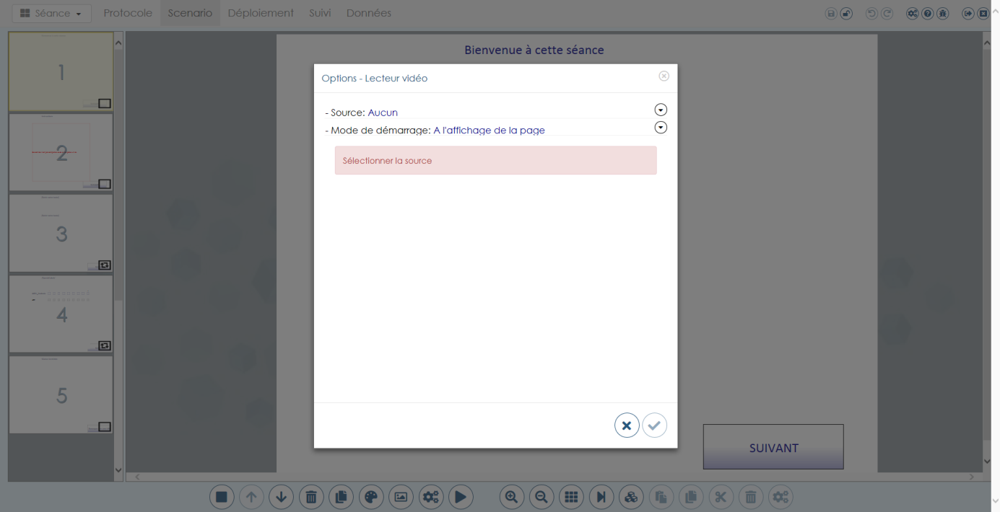 Séance
Protocole
Scenario
Déploiement
Suivi
Données
1
2
3
4
5
Bienvenue à cette séance
Options - Lecteur vidéo
- Source: Aucun
- Mode de démarrage: A l'affichage de la page
Sélectionner la source
SUIVANT